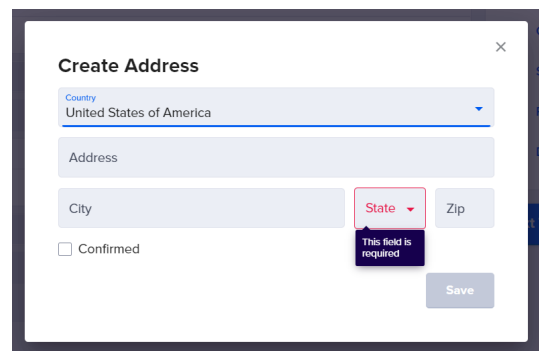 Create Address
Country
United States of America
Address
City
State
Zip
This field is
required
Confirmed
Save